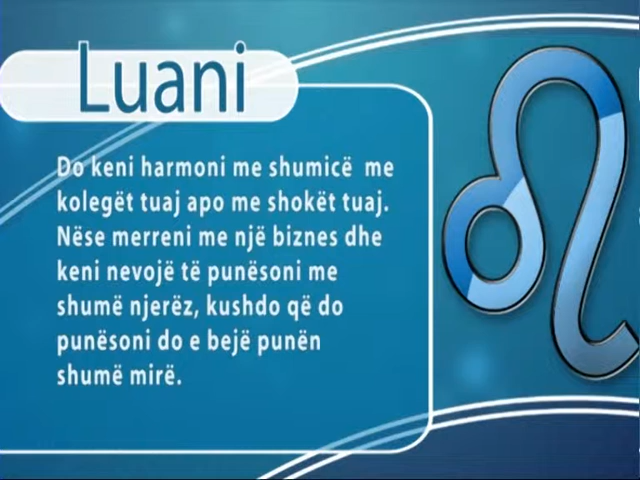 Luani
Do keni harmoni me shumicë  me
kolegët tuaj apo me shokët tuaj.
Nëse merreni me një biznes dhe
keni nevojë të punësoni me
shumë njerëz, kushdo që do
punësoni do e bejë punën
shumë mirë.